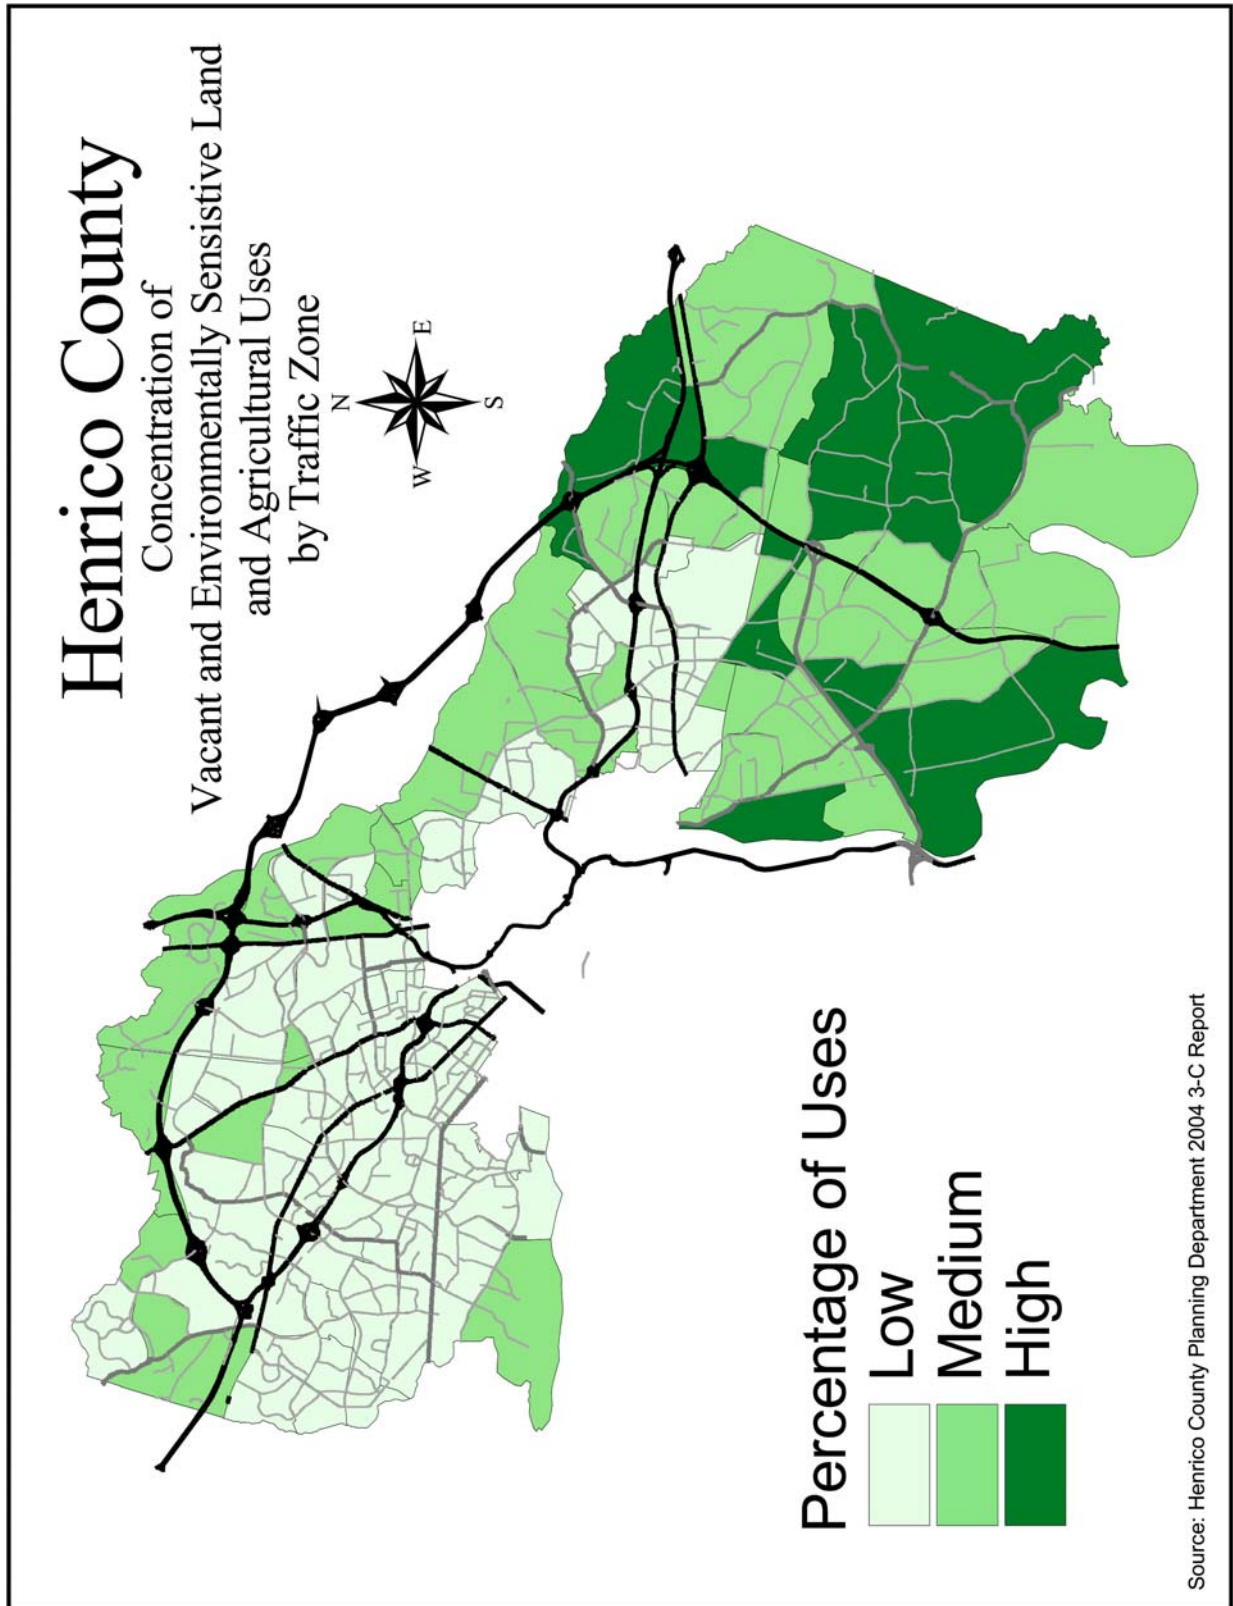 Henrico County
Concentration of
Vacant and Environmentally Sensistive Land
and Agricultural Uses
by Traffic Zone
N
W
E
S
Percentage of Uses
Low
Medium
High
Source: Henrico County Planning Department 2004 3-C Report